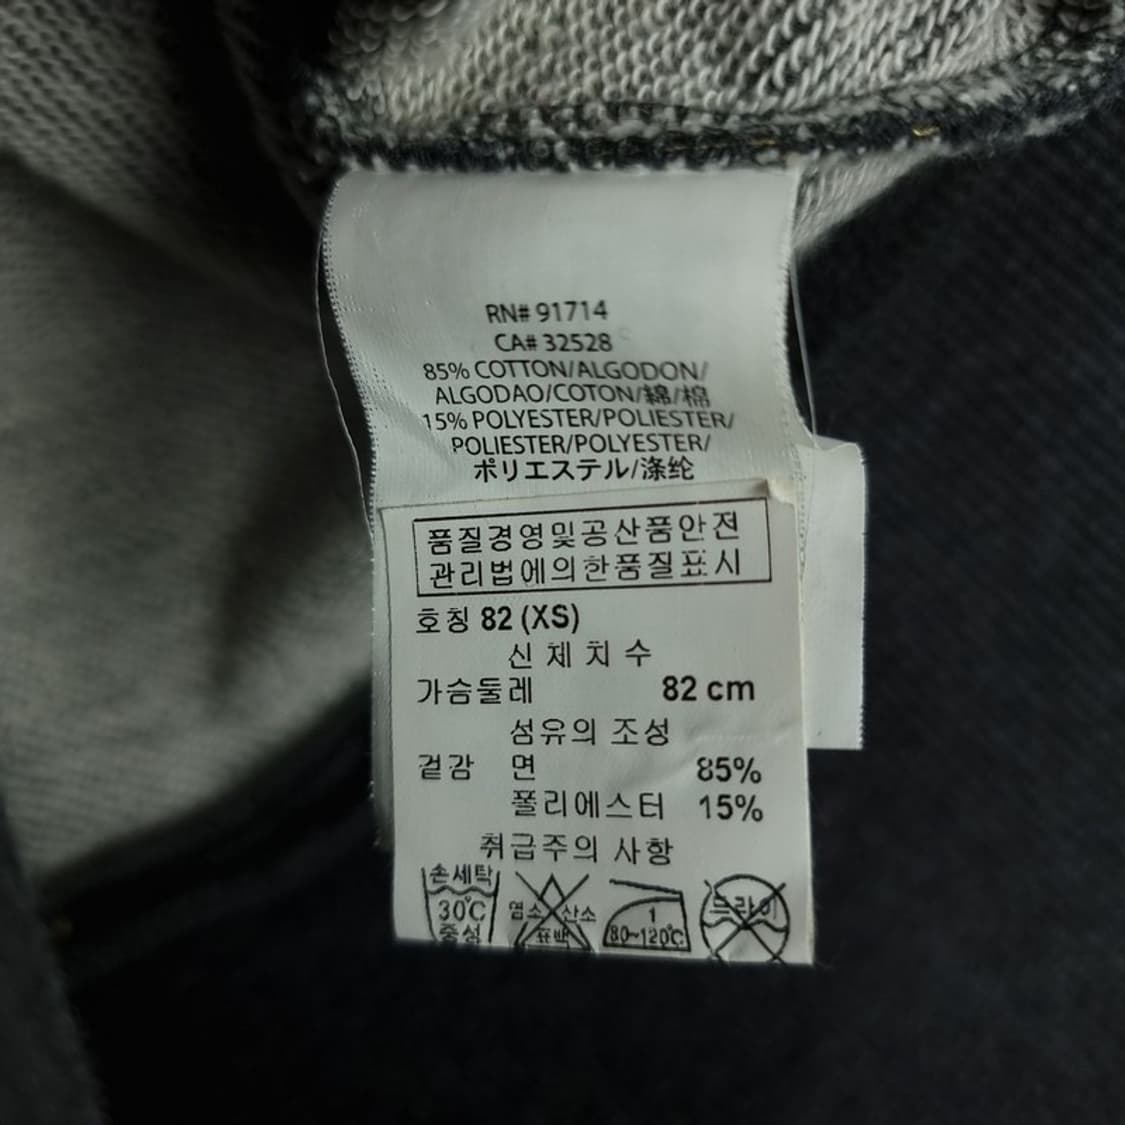 RN# 91714
CA# 32528
85% COTTON/ALGODON/
ALGODAO/COTON/綿/棉
15% POLYESTER/POLIESTER/
POLIESTER/POLYESTER/
ポリエステル/涤纶
품질경영및공산품안전
관리법에의한품질표시
호칭 82 (XS)
신체치수
가슴둘레 82 cm
섬유의 조성
겉감 면 85%
폴리에스터 15%
취급주의 사항
손세탁
30℃
중성
염소 산소
표백
1
80~120℃
드라이